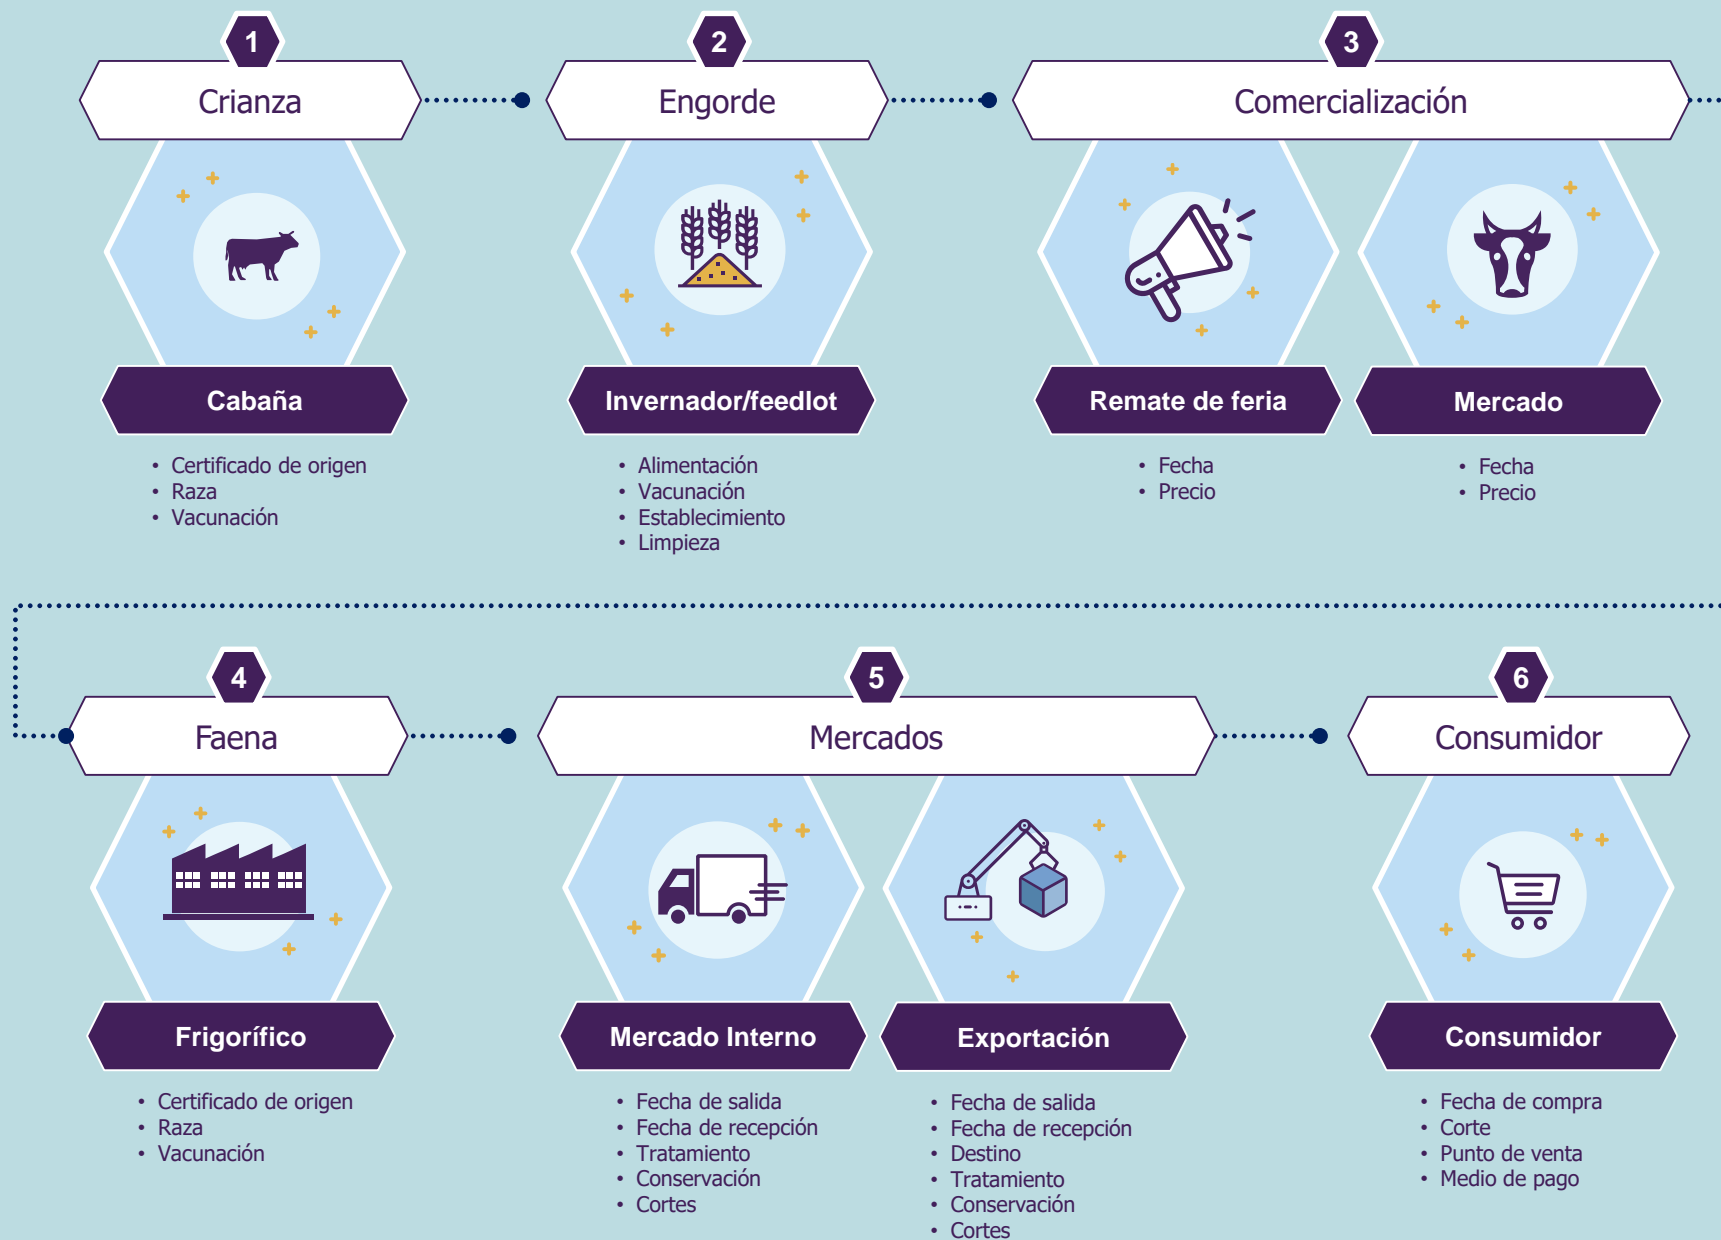 1
Crianza
Cabaña
• Certificado de origen
• Raza
• Vacunación
2
Engorde
Invernador/feedlot
• Alimentación
• Vacunación
• Establecimiento
• Limpieza
3
Comercialización
Remate de feria
• Fecha
• Precio
Mercado
• Fecha
• Precio
4
Faena
Frigorífico
• Certificado de origen
• Raza
• Vacunación
5
Mercados
Mercado Interno
• Fecha de salida
• Fecha de recepción
• Tratamiento
• Conservación
• Cortes
Exportación
• Fecha de salida
• Fecha de recepción
• Destino
• Tratamiento
• Conservación
• Cortes
6
Consumidor
Consumidor
• Fecha de compra
• Corte
• Punto de venta
• Medio de pago